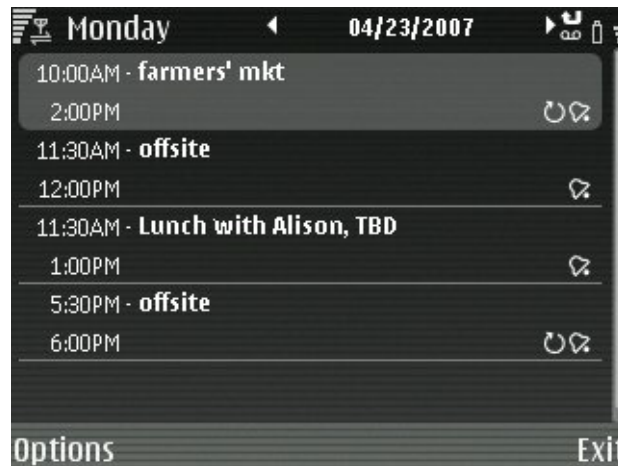 Monday 04/23/2007
10:00AM - farmers' mkt
2:00PM
11:30AM - offsite
12:00PM
11:30AM - Lunch with Alison, TBD
1:00PM
5:30PM - offsite
6:00PM
Options Exit